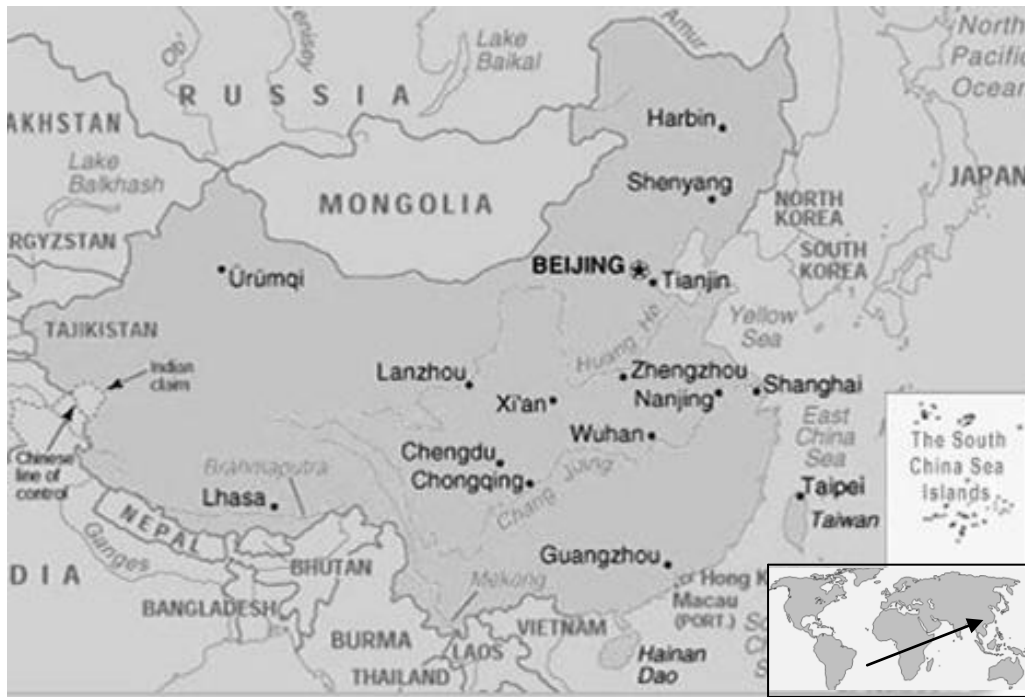 Ob'
Yenisey
Lake
Baikal
Amur
North
Pacific
Ocean
RUSSIA
AKHSTAN
Harbin
Lake
Balkhash
Shenyang
JAPAN
MONGOLIA
NORTH
KOREA
RGYZSTAN
SOUTH
KOREA
BEIJING
Ürümqi
Tianjin
Yellow
Sea
TAJIKISTAN
Huang He
Indian
claim
Lanzhou
Zhengzhou
Nanjing
Shanghai
Xi'an
East
China
Sea
Wuhan
The South
China Sea
Islands
Chinese
line of
control
Chengdu
Chongqing
Brahmaputra
Chang Jiang
Lhasa
Taipei
Taiwan
NEPAL
Ganges
Guangzhou
DIA
BHUTAN
Mekong
Hong K
Macau
(PORT.)
BANGLADESH
BURMA
VIETNAM
LAOS
THAILAND
Hainan
Dao